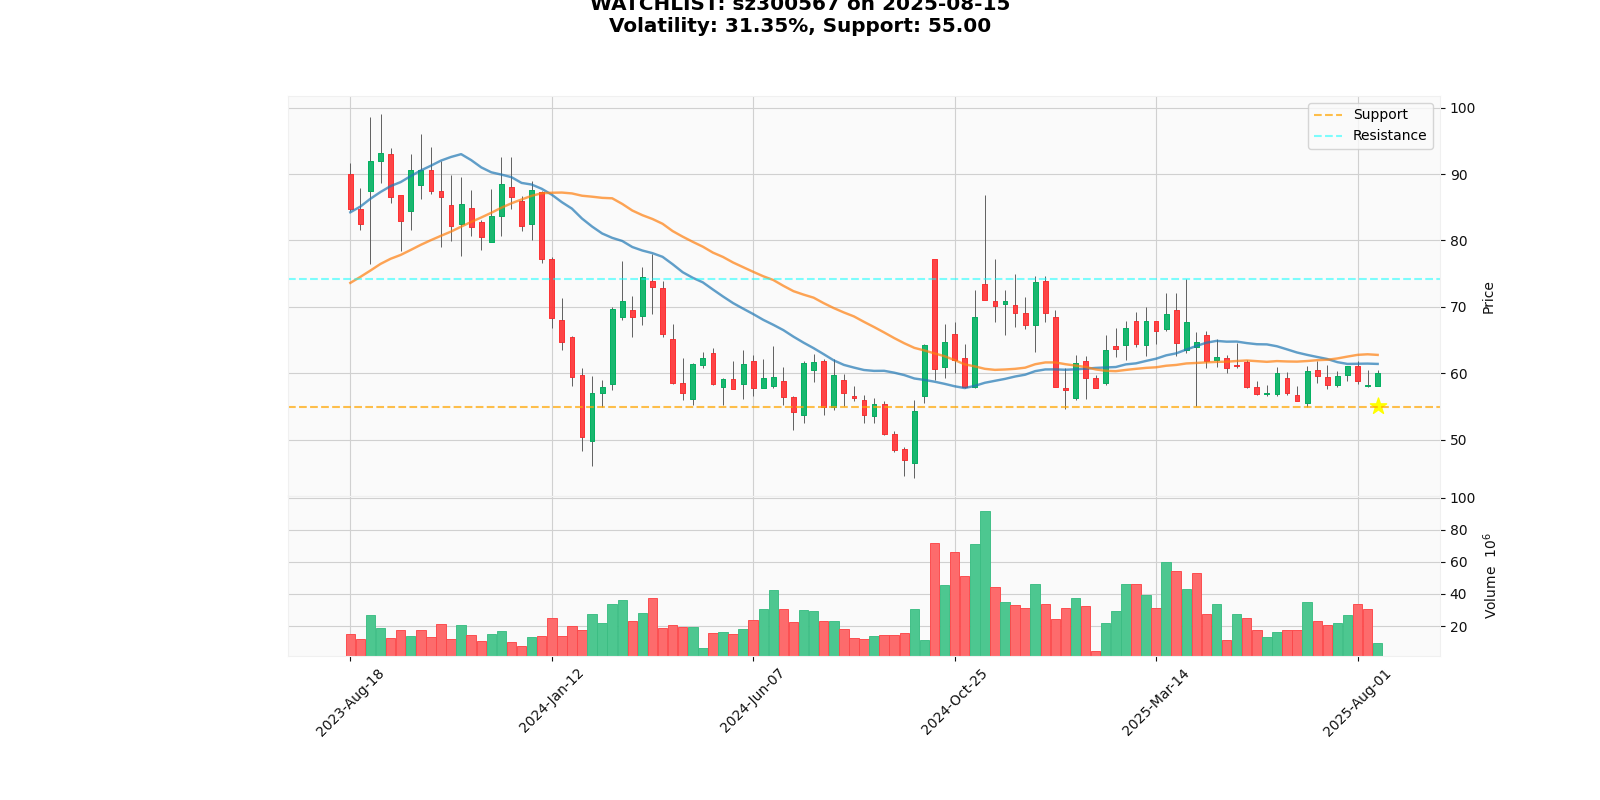 WATCHLIST: sz300567 on 2025-08-15
Volatility: 31.35%, Support: 55.00
Support
Resistance
100
90
80
70
60
50
Price
100
80
60
40
20
Volume 10⁶
2023-Aug-18
2024-Jan-12
2024-Jun-07
2024-Oct-25
2025-Mar-14
2025-Aug-01